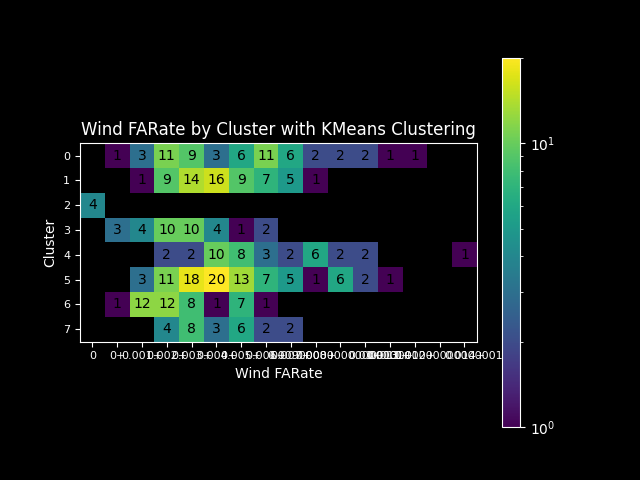 Wind FARate by Cluster with KMeans Clustering
0 1 3 11 9 3 6 11 6 2 2 2 1 1
1 1 9 14 16 9 7 5 1
2 4
3 3 4 10 10 4 1 2
4 2 2 10 8 3 2 6 2 2 1
5 3 11 18 20 13 7 5 1 6 2 1
6 1 12 12 8 1 7 1
7 4 8 3 6 2 2
Cluster
0
Wind FARate
10^1
10^0